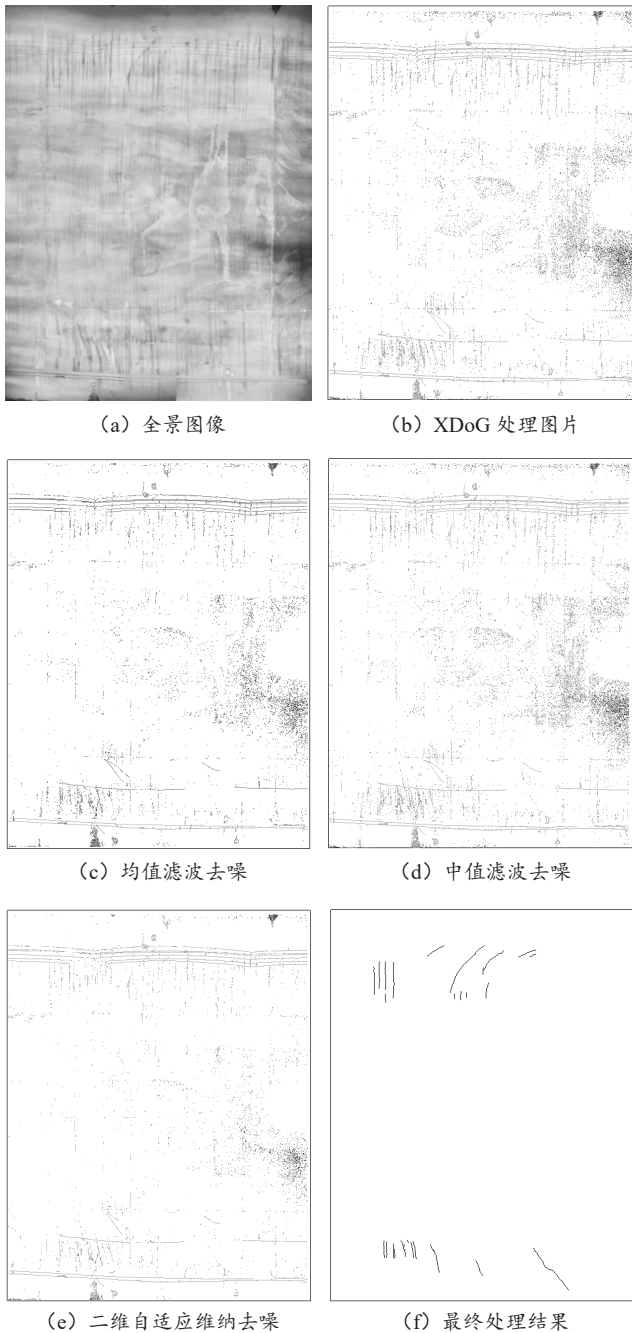 (a)全景图像
(b)XDoG 处理图片
(c)均值滤波去噪
(d)中值滤波去噪
(e)二维自适应维纳去噪
(f)最终处理结果